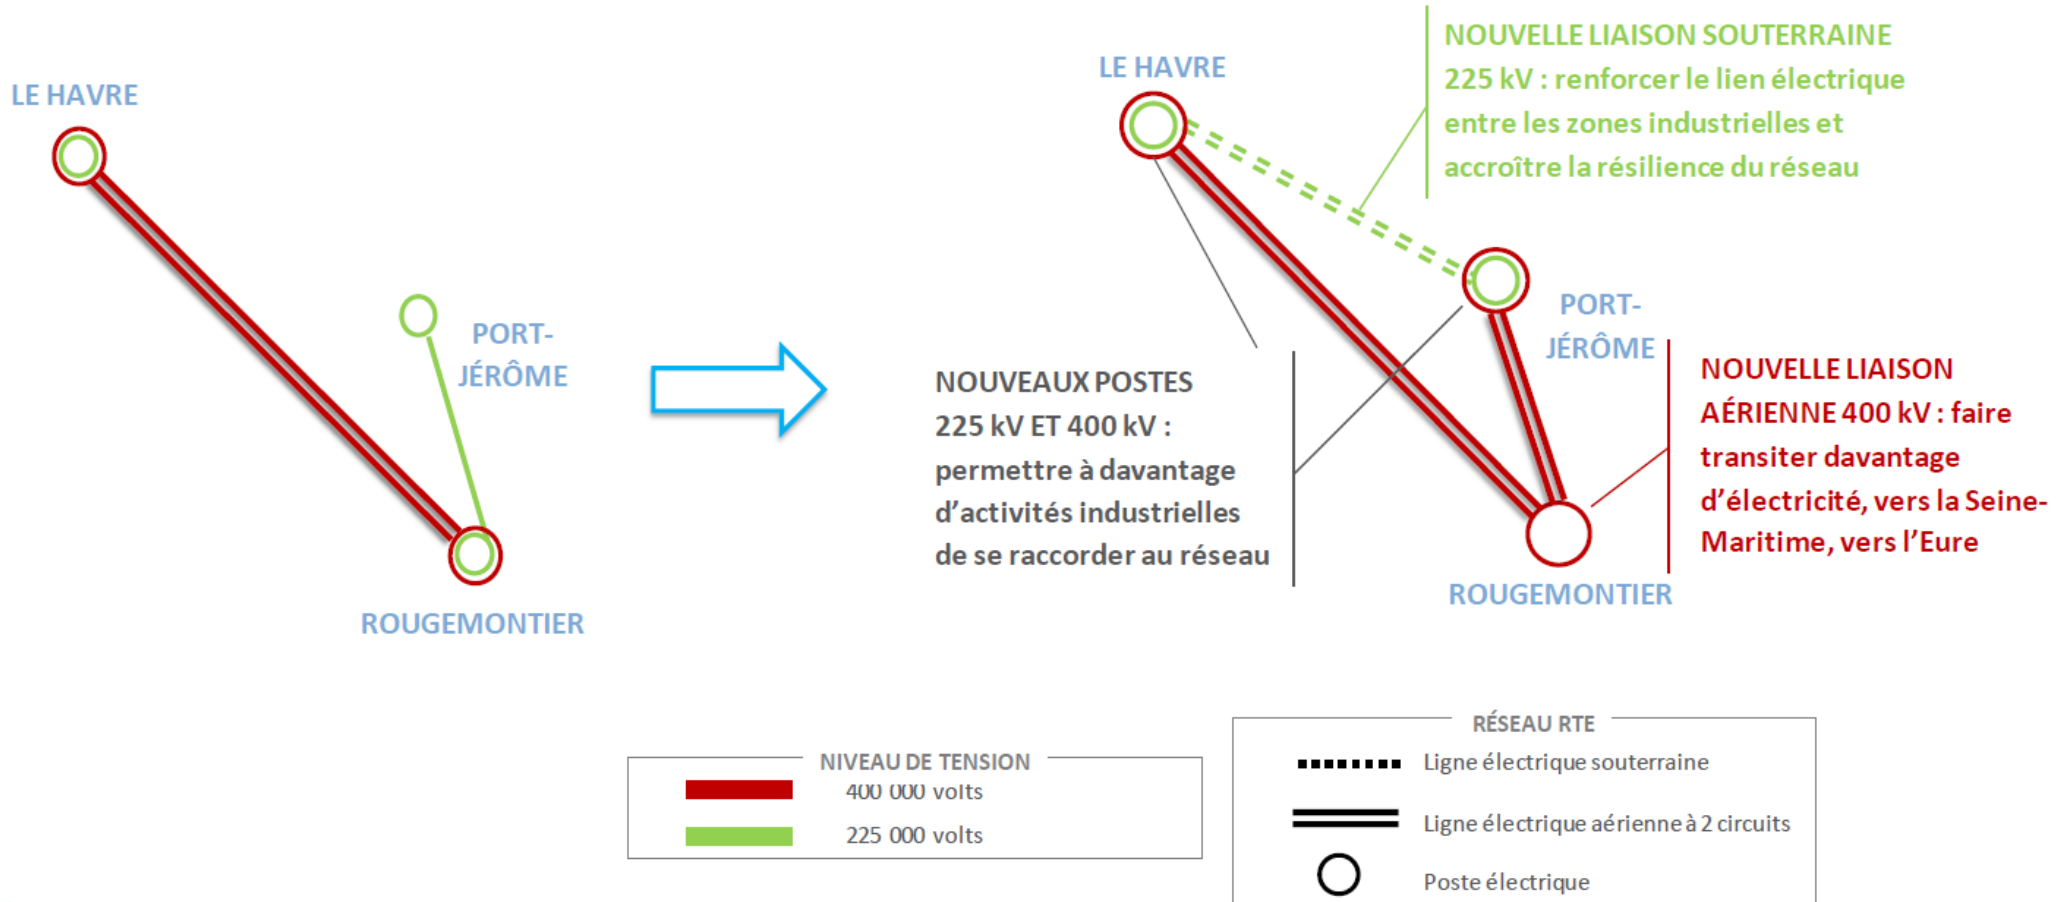 LE HAVRE
PORT-
JÉRÔME
ROUGEMONTIER
LE HAVRE
NOUVELLE LIAISON SOUTERRAINE
225 kV : renforcer le lien électrique
entre les zones industrielles et
accroître la résilience du réseau
PORT-
JÉRÔME
NOUVEAUX POSTES
225 kV ET 400 kV :
permettre à davantage
d’activités industrielles
de se raccorder au réseau
NOUVELLE LIAISON
AÉRIENNE 400 kV : faire
transiter davantage
d’électricité, vers la Seine-
Maritime, vers l’Eure
ROUGEMONTIER
NIVEAU DE TENSION
400 000 volts
225 000 volts
RÉSEAU RTE
Ligne électrique souterraine
Ligne électrique aérienne à 2 circuits
Poste électrique